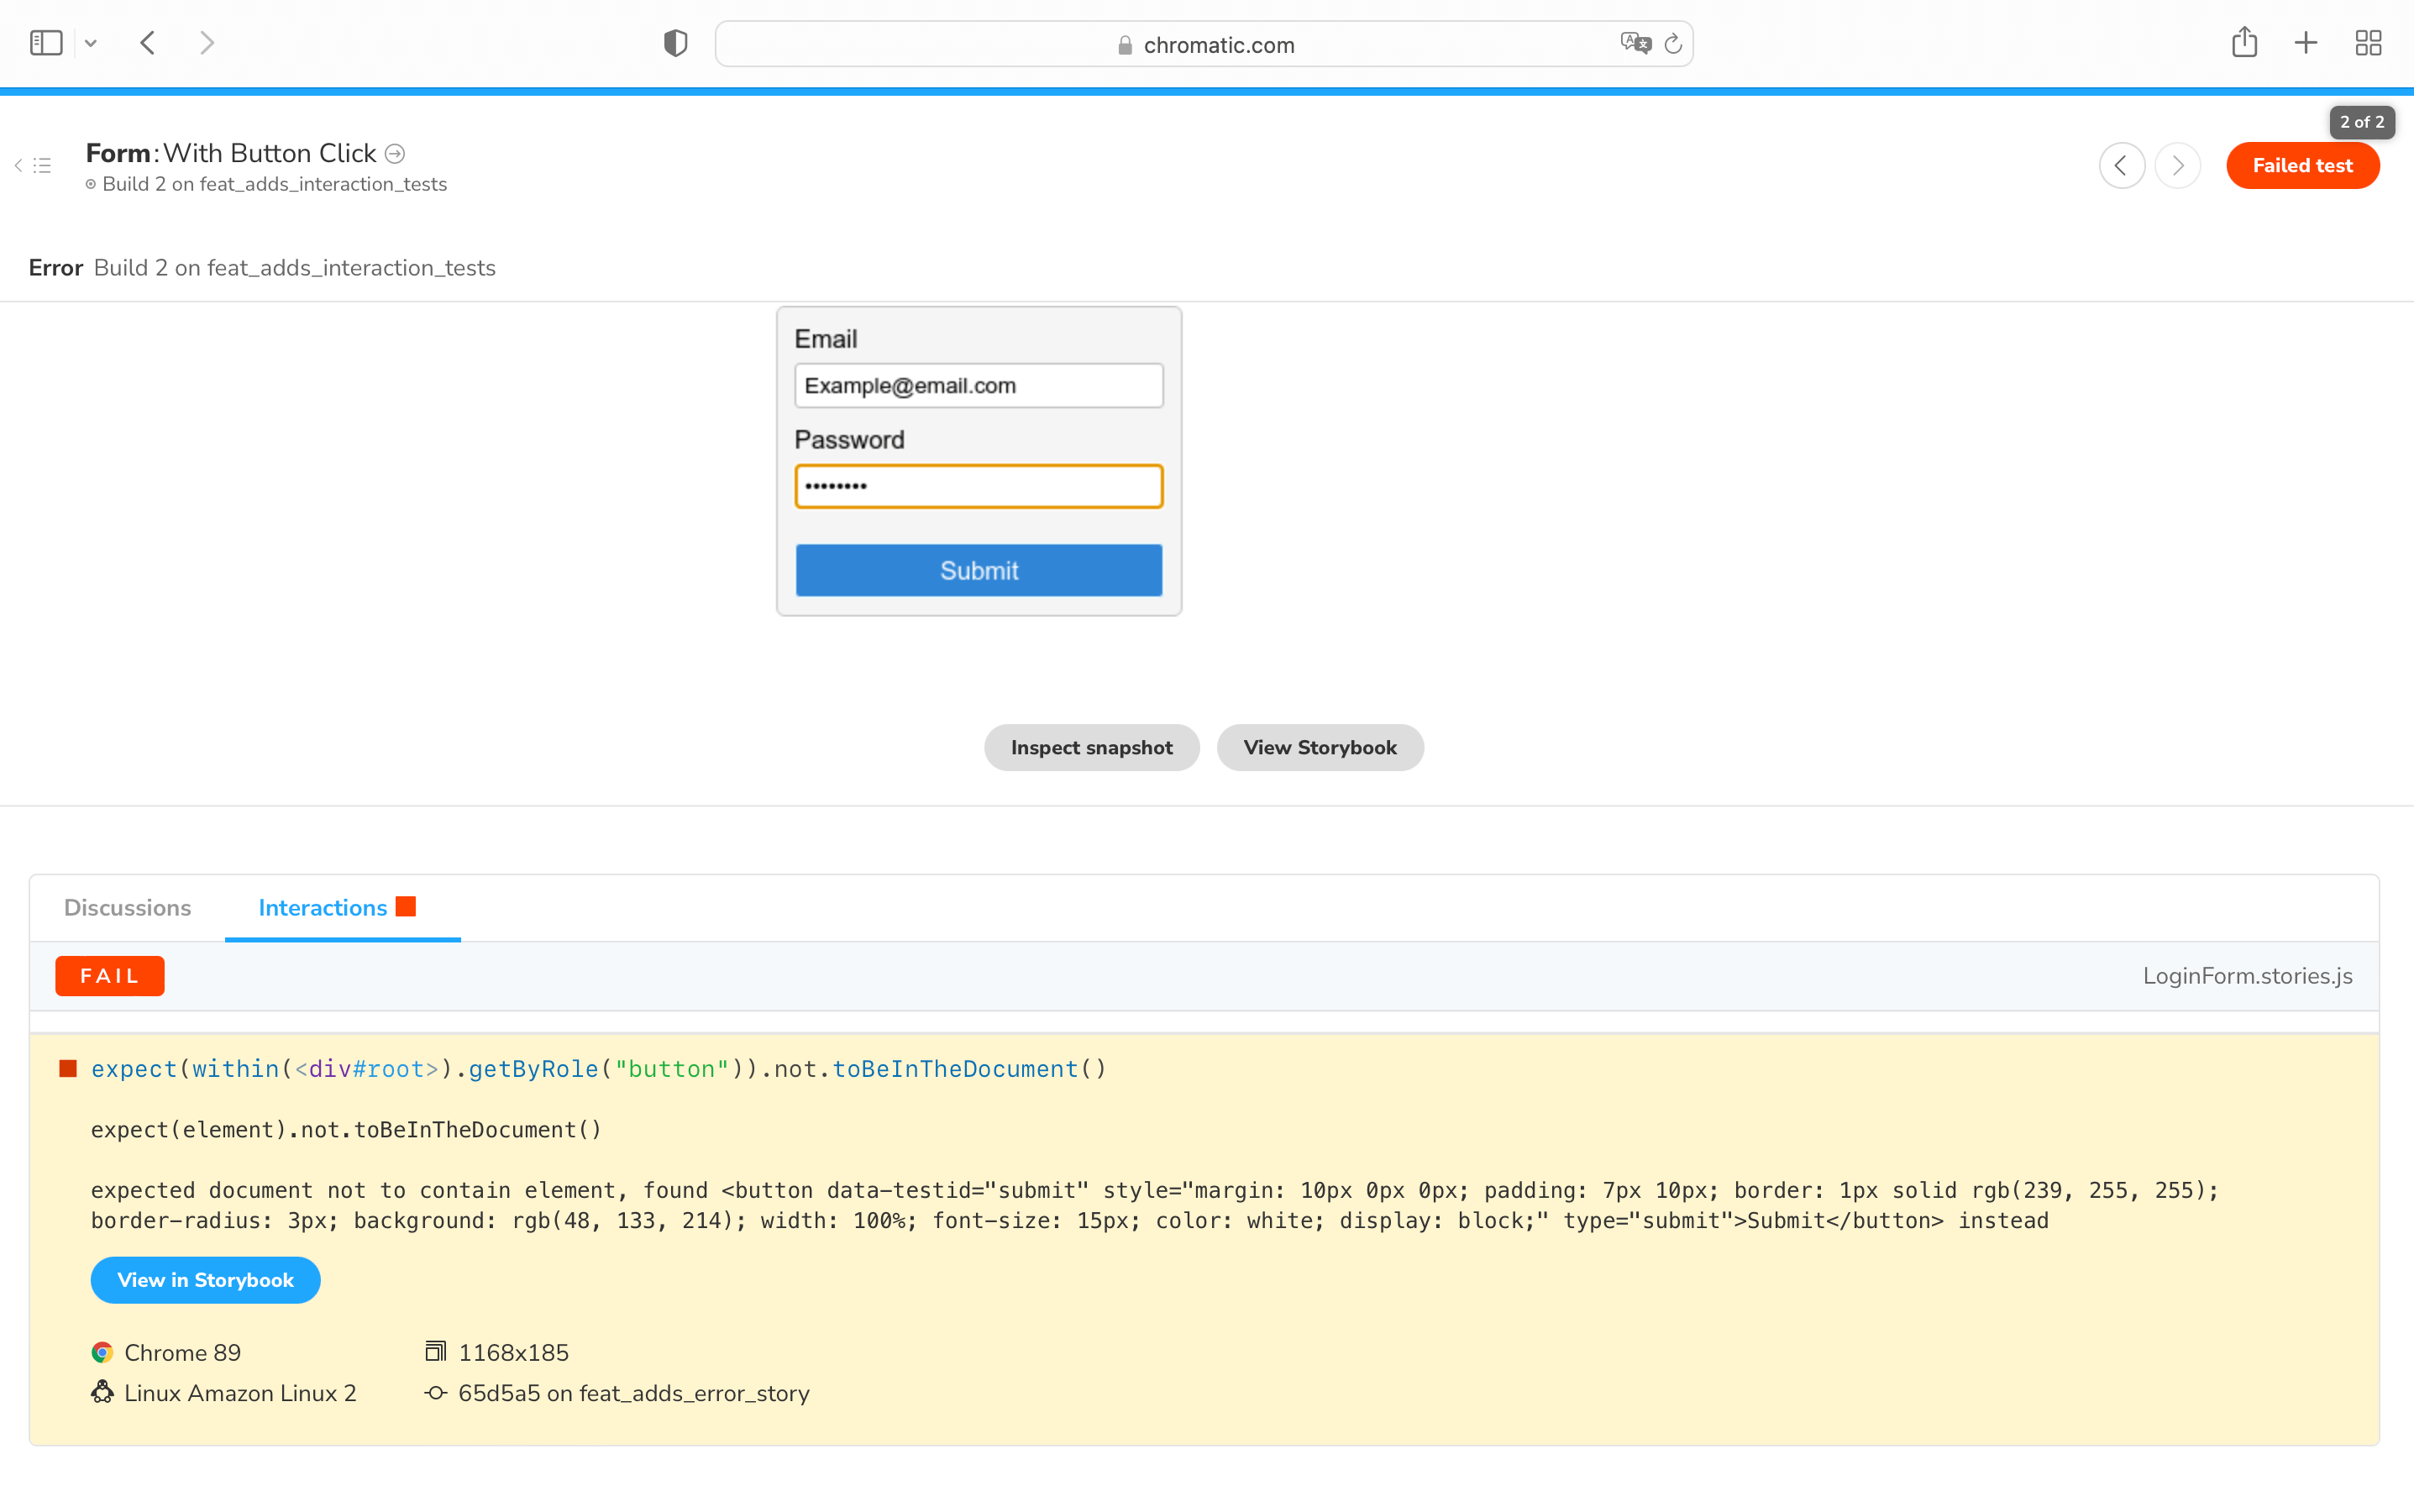 chromatic.com
2 of 2
Form: With Button Click
Build 2 on feat_adds_interaction_tests
Failed test
Error Build 2 on feat_adds_interaction_tests
Email
Example@email.com
Password
••••••••
Submit
Inspect snapshot
View Storybook
Discussions
Interactions
FAIL
LoginForm.stories.js
expect(within(<div#root>).getByRole("button")).not.toBeInTheDocument()
expect(element).not.toBeInTheDocument()
expected document not to contain element, found <button data-testid="submit" style="margin: 10px 0px 0px; padding: 7px 10px; border: 1px solid rgb(239, 255, 255);
border-radius: 3px; background: rgb(48, 133, 214); width: 100%; font-size: 15px; color: white; display: block;" type="submit">Submit</button> instead
View in Storybook
Chrome 89
1168x185
Linux Amazon Linux 2
65d5a5 on feat_adds_error_story